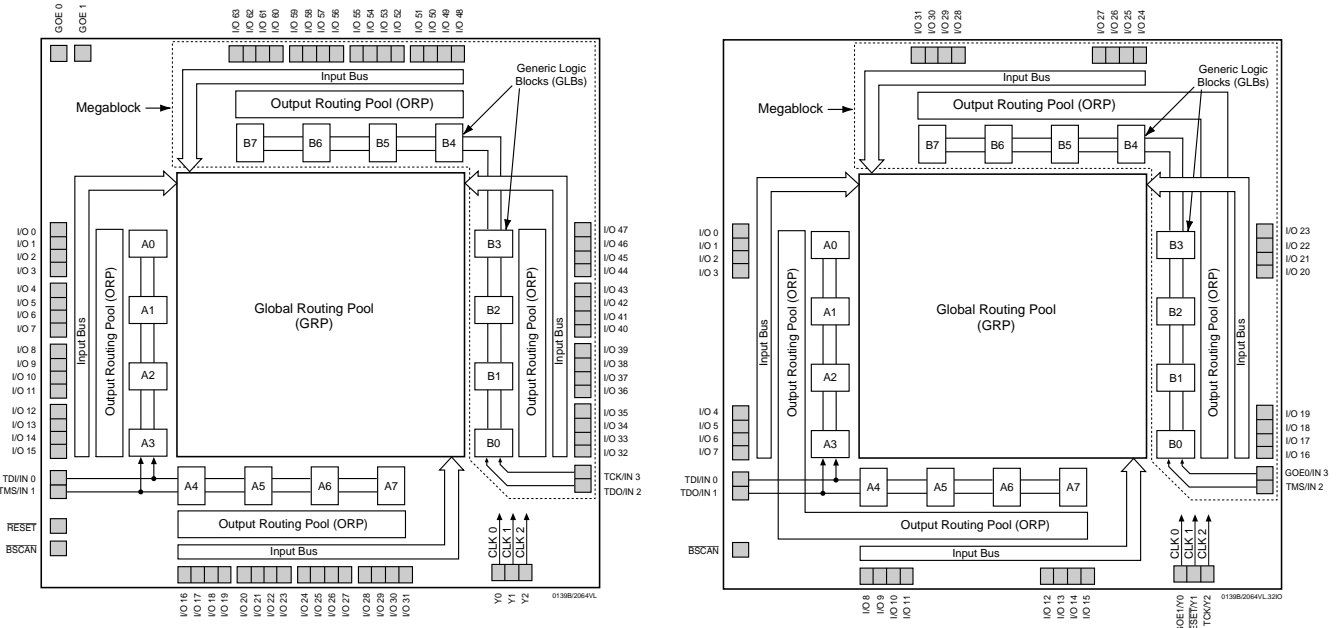 GOE 0
GOE 1
I/O 63
I/O 62
I/O 61
I/O 60
I/O 59
I/O 58
I/O 57
I/O 56
I/O 55
I/O 54
I/O 53
I/O 52
I/O 51
I/O 50
I/O 49
I/O 48
Input Bus
Output Routing Pool (ORP)
Megablock
Generic Logic
Blocks (GLBs)
B7
B6
B5
B4
I/O 0
I/O 1
I/O 2
I/O 3
I/O 4
I/O 5
I/O 6
I/O 7
I/O 8
I/O 9
I/O 10
I/O 11
I/O 12
I/O 13
I/O 14
I/O 15
Input Bus
Output Routing Pool (ORP)
A0
A1
A2
A3
Global Routing Pool
(GRP)
B3
B2
B1
B0
Output Routing Pool (ORP)
Input Bus
I/O 47
I/O 46
I/O 45
I/O 44
I/O 43
I/O 42
I/O 41
I/O 40
I/O 39
I/O 38
I/O 37
I/O 36
I/O 35
I/O 34
I/O 33
I/O 32
TDI/IN 0
TMS/IN 1
TCK/IN 3
TDO/IN 2
A4
A5
A6
A7
Output Routing Pool (ORP)
Input Bus
RESET
BSCAN
CLK 0
CLK 1
CLK 2
Y0
Y1
Y2
I/O 16
I/O 17
I/O 18
I/O 19
I/O 20
I/O 21
I/O 22
I/O 23
I/O 24
I/O 25
I/O 26
I/O 27
I/O 28
I/O 29
I/O 30
I/O 31
0139B/2064VL
I/O 31
I/O 30
I/O 29
I/O 28
I/O 27
I/O 26
I/O 25
I/O 24
Input Bus
Output Routing Pool (ORP)
Megablock
Generic Logic
Blocks (GLBs)
B7
B6
B5
B4
I/O 0
I/O 1
I/O 2
I/O 3
I/O 4
I/O 5
I/O 6
I/O 7
Input Bus
Output Routing Pool (ORP)
A0
A1
A2
A3
Global Routing Pool
(GRP)
B3
B2
B1
B0
Output Routing Pool (ORP)
Input Bus
I/O 23
I/O 22
I/O 21
I/O 20
I/O 19
I/O 18
I/O 17
I/O 16
TDI/IN 0
TDO/IN 1
GOE0/IN 3
TMS/IN 2
A4
A5
A6
A7
Output Routing Pool (ORP)
Input Bus
BSCAN
CLK 0
CLK 1
CLK 2
GOE1/Y0
RESET/Y1
TCK/Y2
I/O 8
I/O 9
I/O 10
I/O 11
I/O 12
I/O 13
I/O 14
I/O 15
0139B/2064VL.32IO